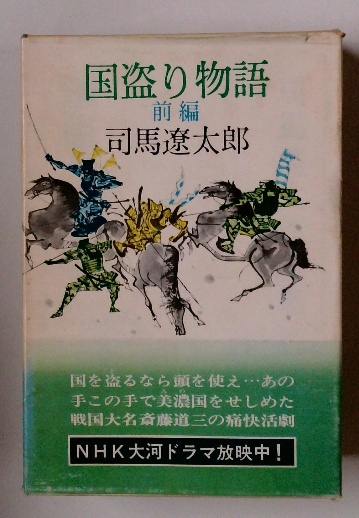 国盗り物語
前編
司馬遼太郎
国を盗るなら頭を使え…あの
手この手で美濃国をせしめた
戦国大名斎藤道三の痛快活劇
NHK大河ドラマ放映中!